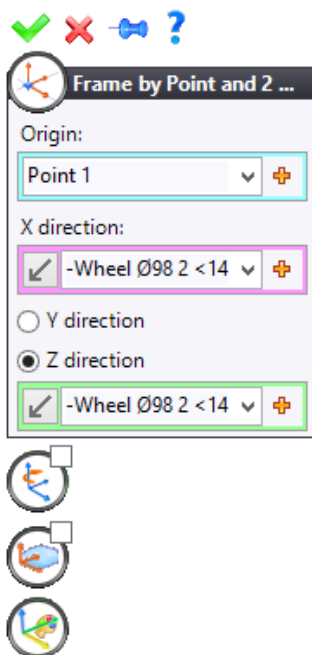 Frame by Point and 2 ...
Origin:
Point 1
X direction:
-Wheel Ø98 2 <14
Y direction
Z direction
-Wheel Ø98 2 <14